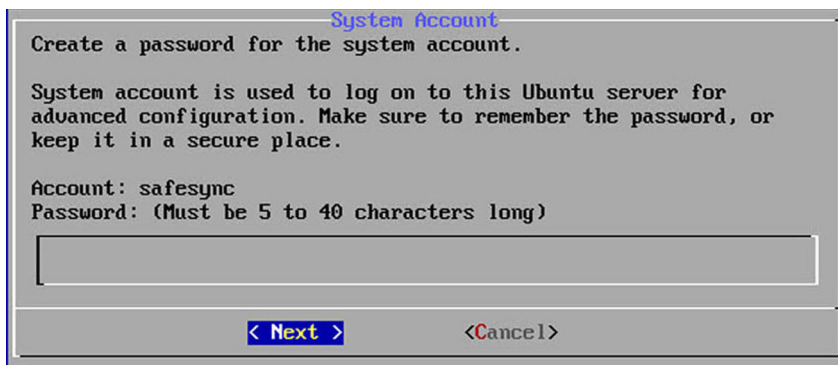 System Account
Create a password for the system account.
System account is used to log on to this Ubuntu server for
advanced configuration. Make sure to remember the password, or
keep it in a secure place.
Account: safesync
Password: (Must be 5 to 40 characters long)
< Next > <Cancel>